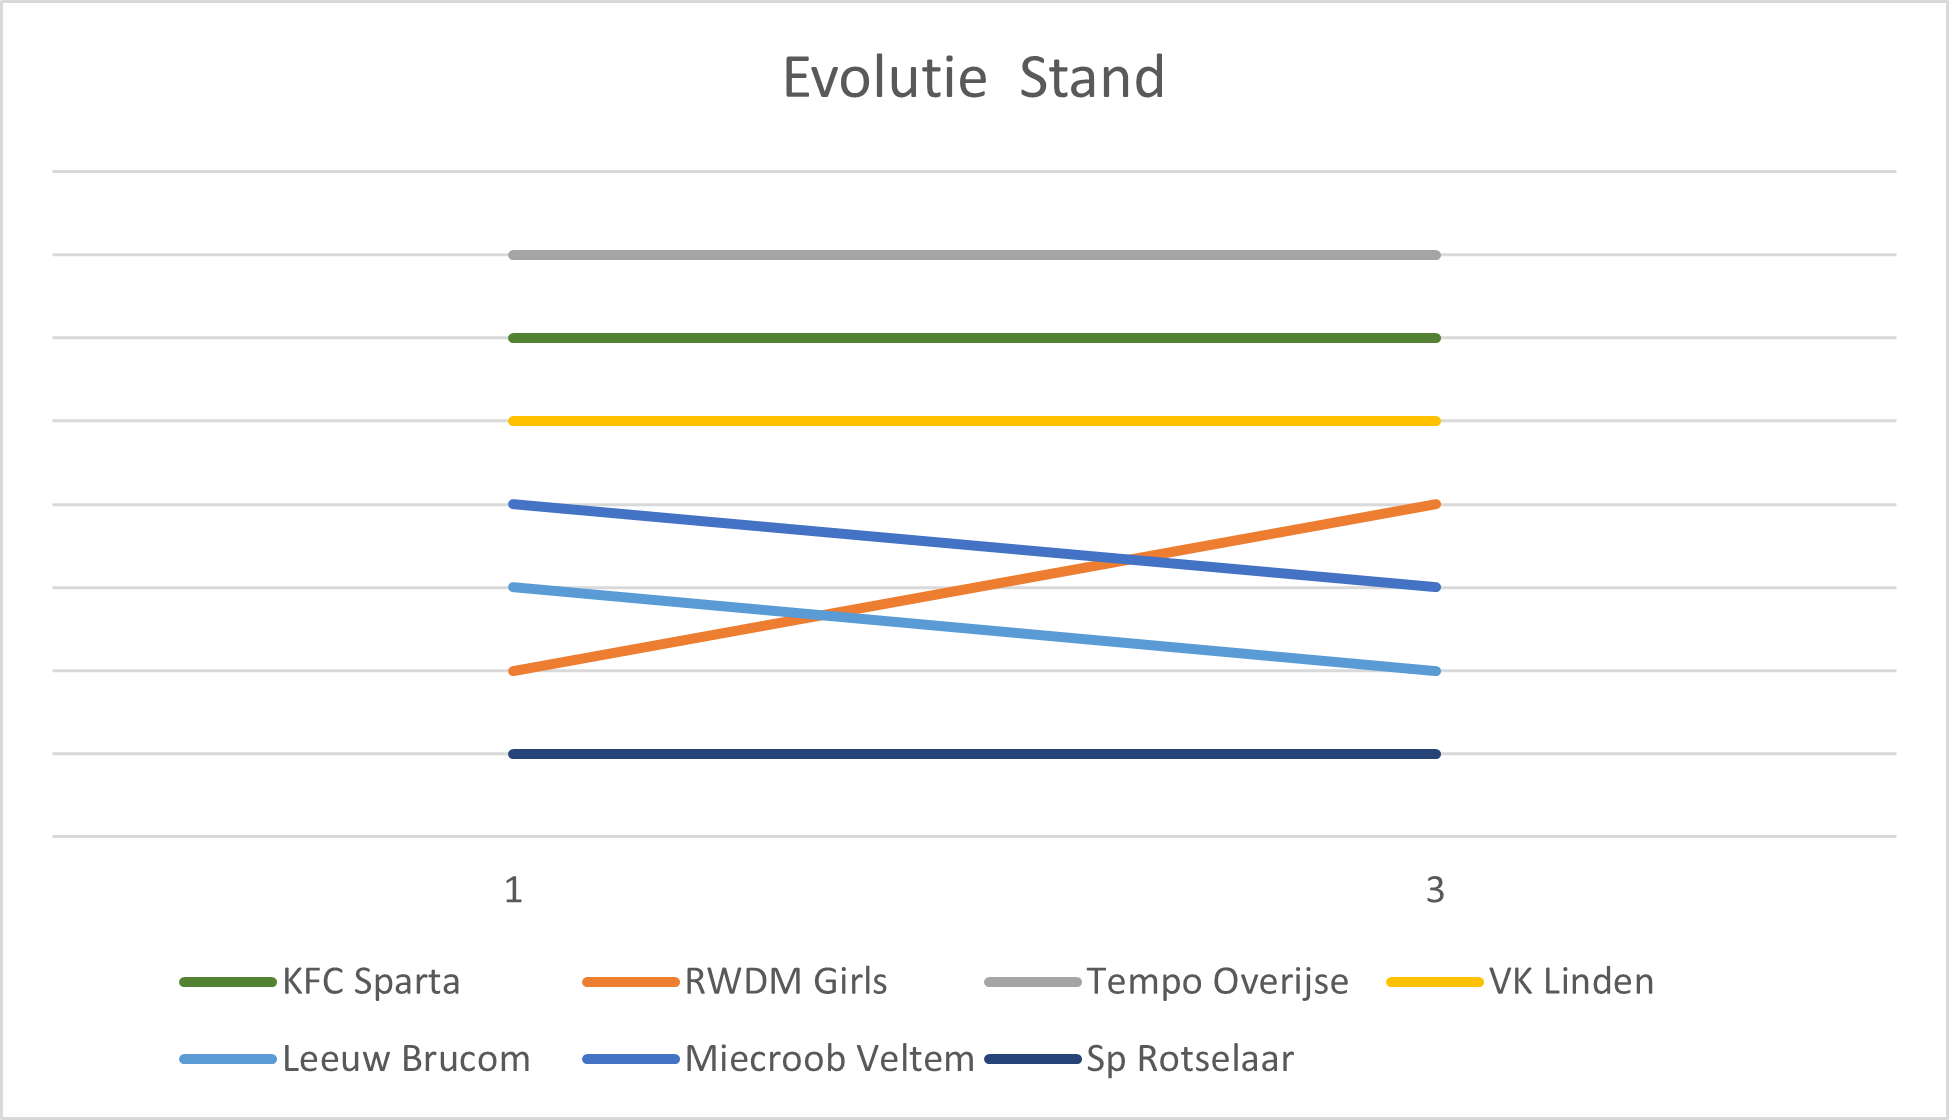 Evolutie  Stand
1 3
KFC Sparta RWDM Girls Tempo Overijse VK Linden
Leeuw Brucom Miecroob Veltem Sp Rotselaar